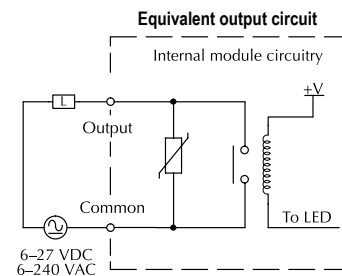 Equivalent output circuit
Internal module circuitry
+V
L
Output
Common
To LED
6–27 VDC
6–240 VAC